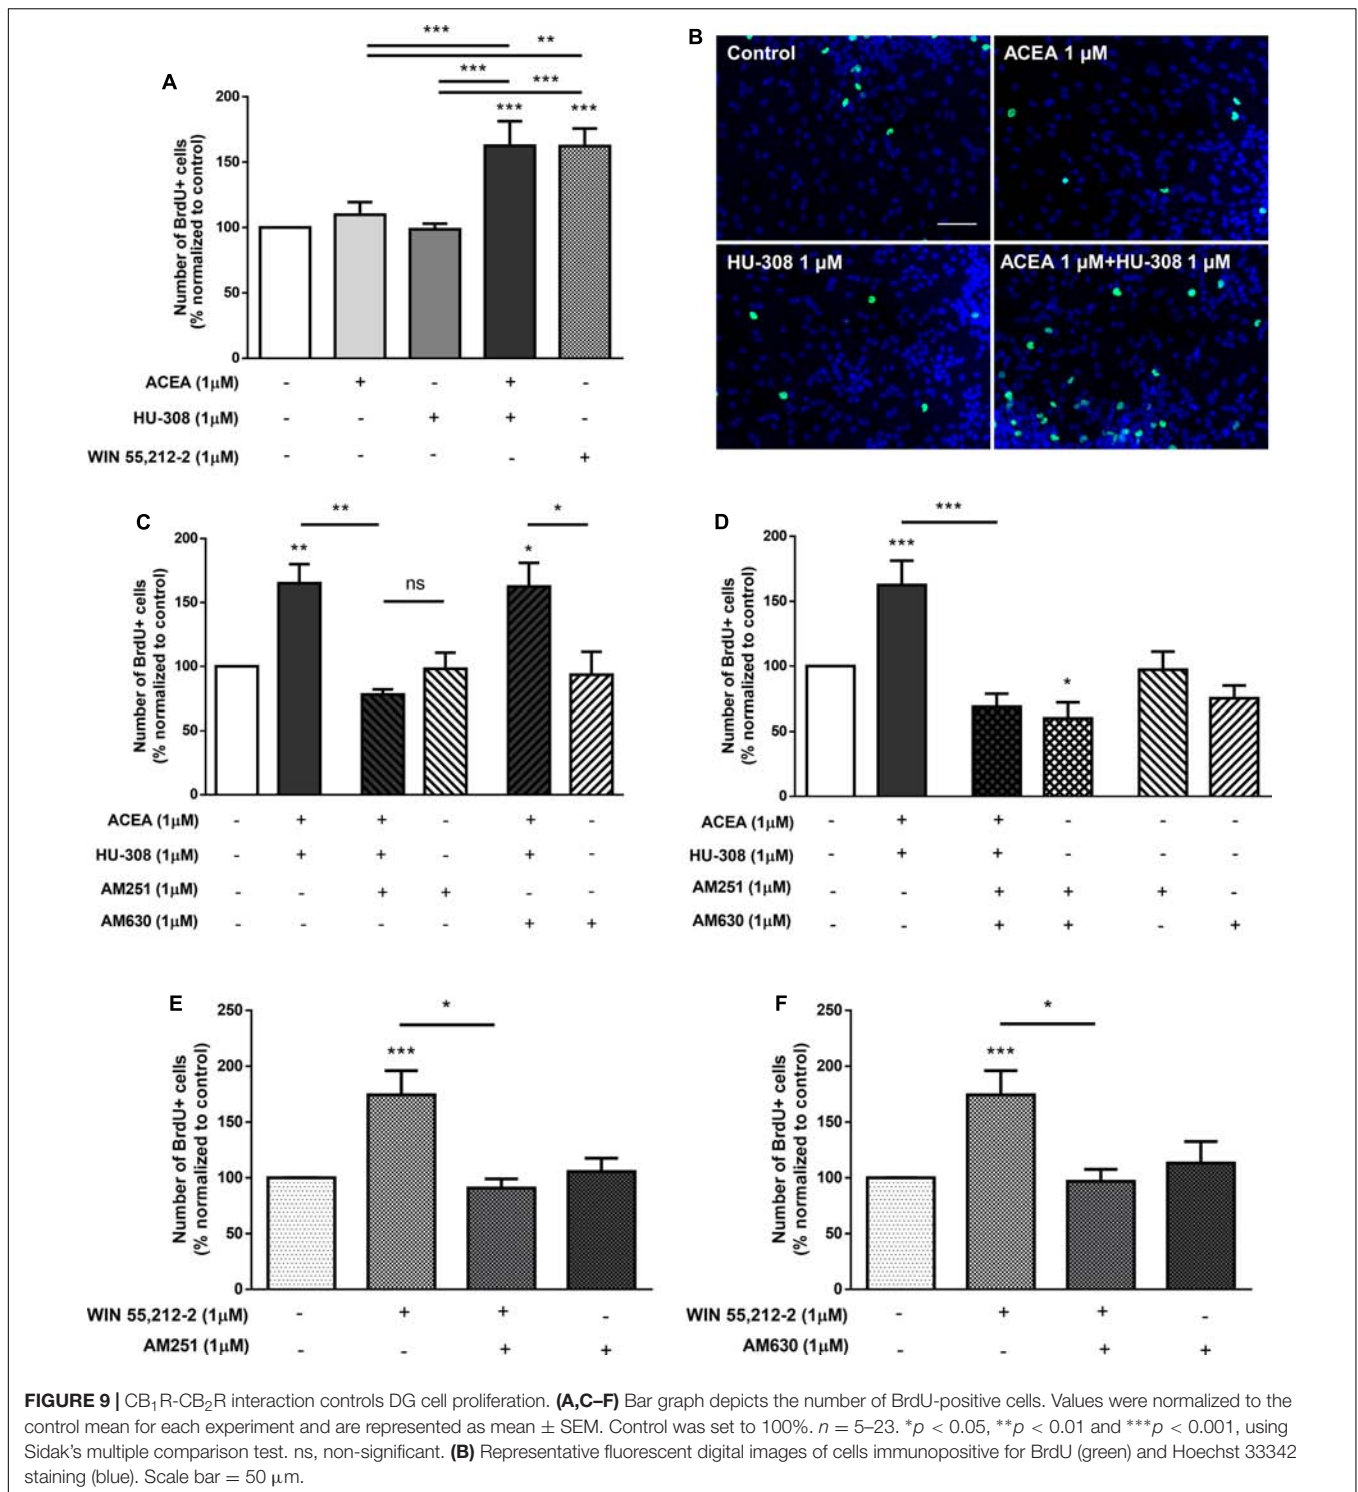 A
***
**
***
***
***
***
Number of BrdU+ cells
(% normalized to control)
200
150
100
50
0
ACEA (1μM) - + - + -
HU-308 (1μM) - - + + -
WIN 55,212-2 (1μM) - - - - +
B
Control
ACEA 1 μM
HU-308 1 μM
ACEA 1 μM+HU-308 1 μM
C
**
*
**
ns
*
Number of BrdU+ cells
(% normalized to control)
200
150
100
50
0
ACEA (1μM) - + + - + -
HU-308 (1μM) - + + - + -
AM251 (1μM) - - + + - -
AM630 (1μM) - - - - + +
D
***
***
*
Number of BrdU+ cells
(% normalized to control)
200
150
100
50
0
ACEA (1μM) - + + - - -
HU-308 (1μM) - + + - - -
AM251 (1μM) - - + + + -
AM630 (1μM) - - + + - +
E
*
***
Number of BrdU+ cells
(% normalized to control)
250
200
150
100
50
0
WIN 55,212-2 (1μM) - + + -
AM251 (1μM) - - + +
F
*
***
Number of BrdU+ cells
(% normalized to control)
250
200
150
100
50
0
WIN 55,212-2 (1μM) - + + -
AM630 (1μM) - - + +
FIGURE 9 | CB₁R-CB₂R interaction controls DG cell proliferation. (A,C–F) Bar graph depicts the number of BrdU-positive cells. Values were normalized to the
control mean for each experiment and are represented as mean ± SEM. Control was set to 100%. n = 5–23. *p < 0.05, **p < 0.01 and ***p < 0.001, using
Sidak's multiple comparison test. ns, non-significant. (B) Representative fluorescent digital images of cells immunopositive for BrdU (green) and Hoechst 33342
staining (blue). Scale bar = 50 μm.